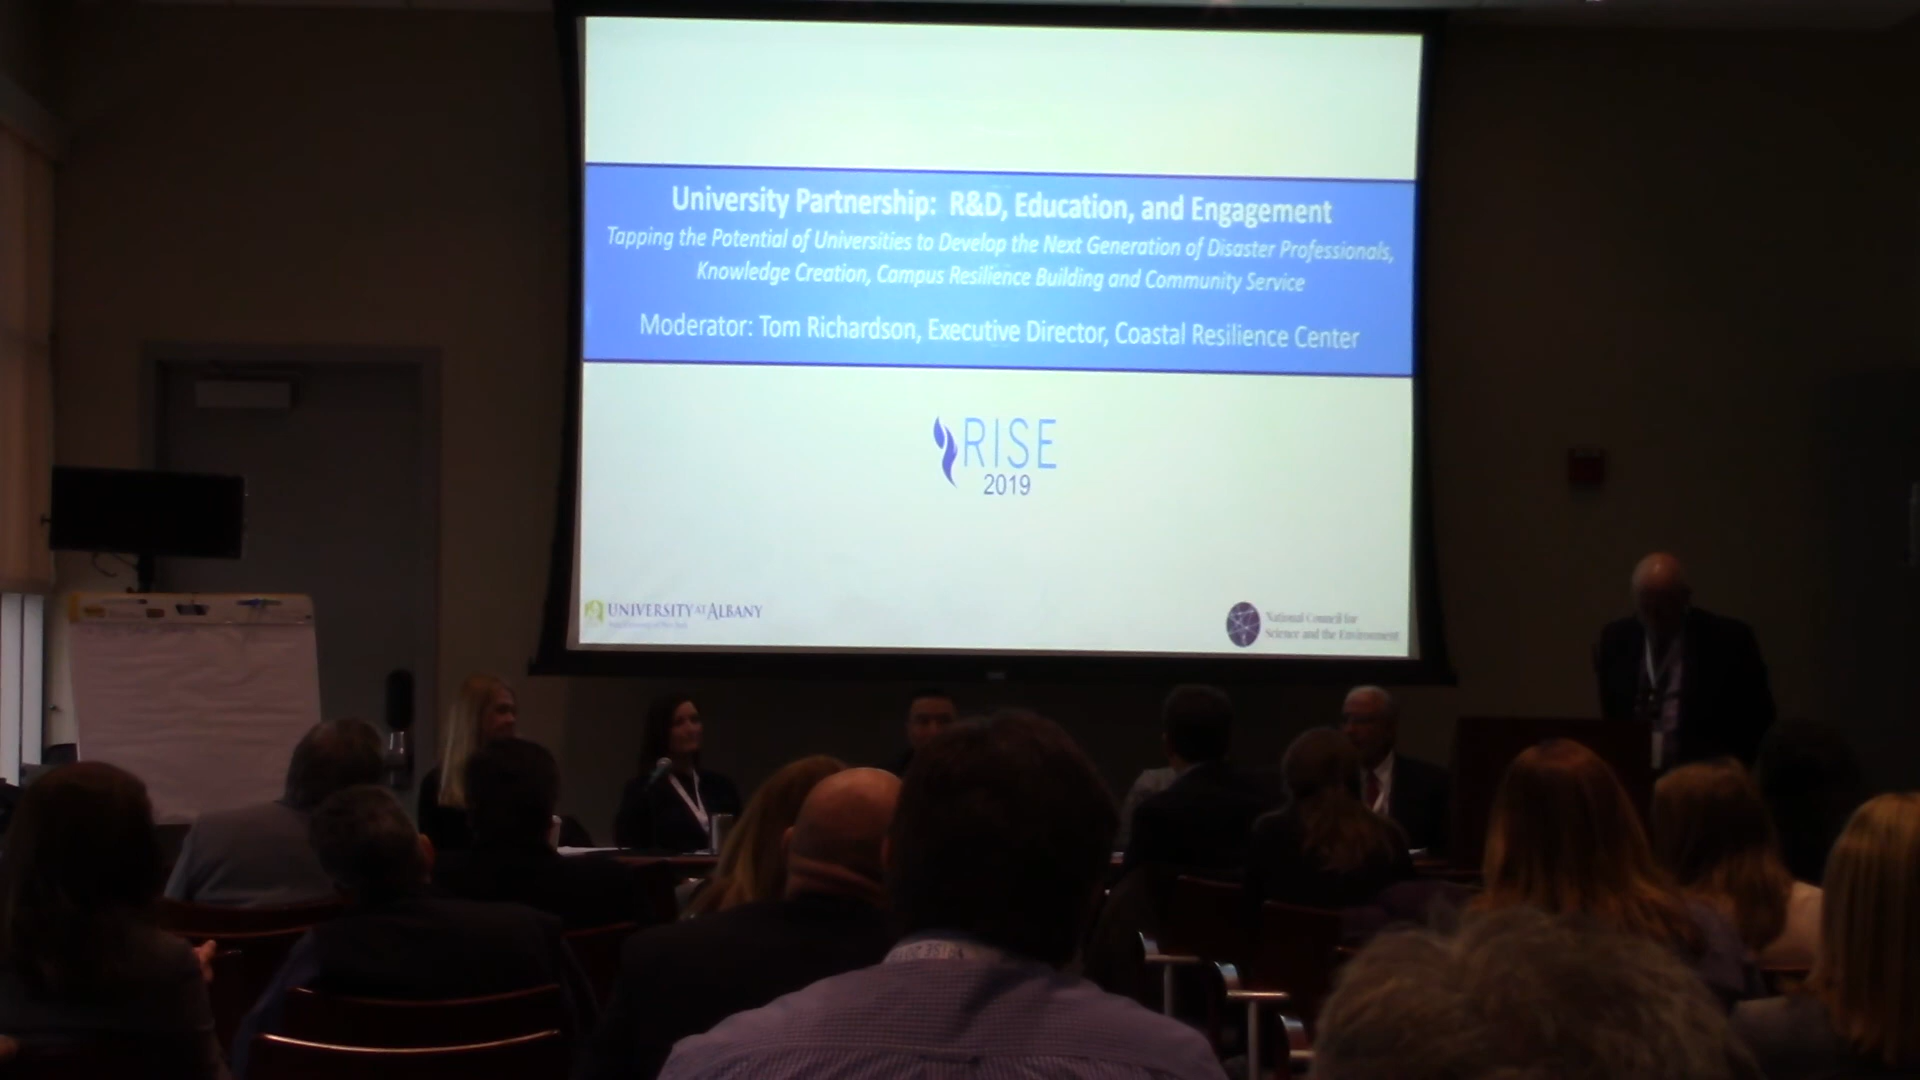 University Partnership: R&D, Education, and Engagement
Tapping the Potential of Universities to Develop the Next Generation of Disaster Professionals,
Knowledge Creation, Campus Resilience Building and Community Service
Moderator: Tom Richardson, Executive Director, Coastal Resilience Center
RISE
2019
UNIVERSITY AT ALBANY
National Council for
Science and the Environment